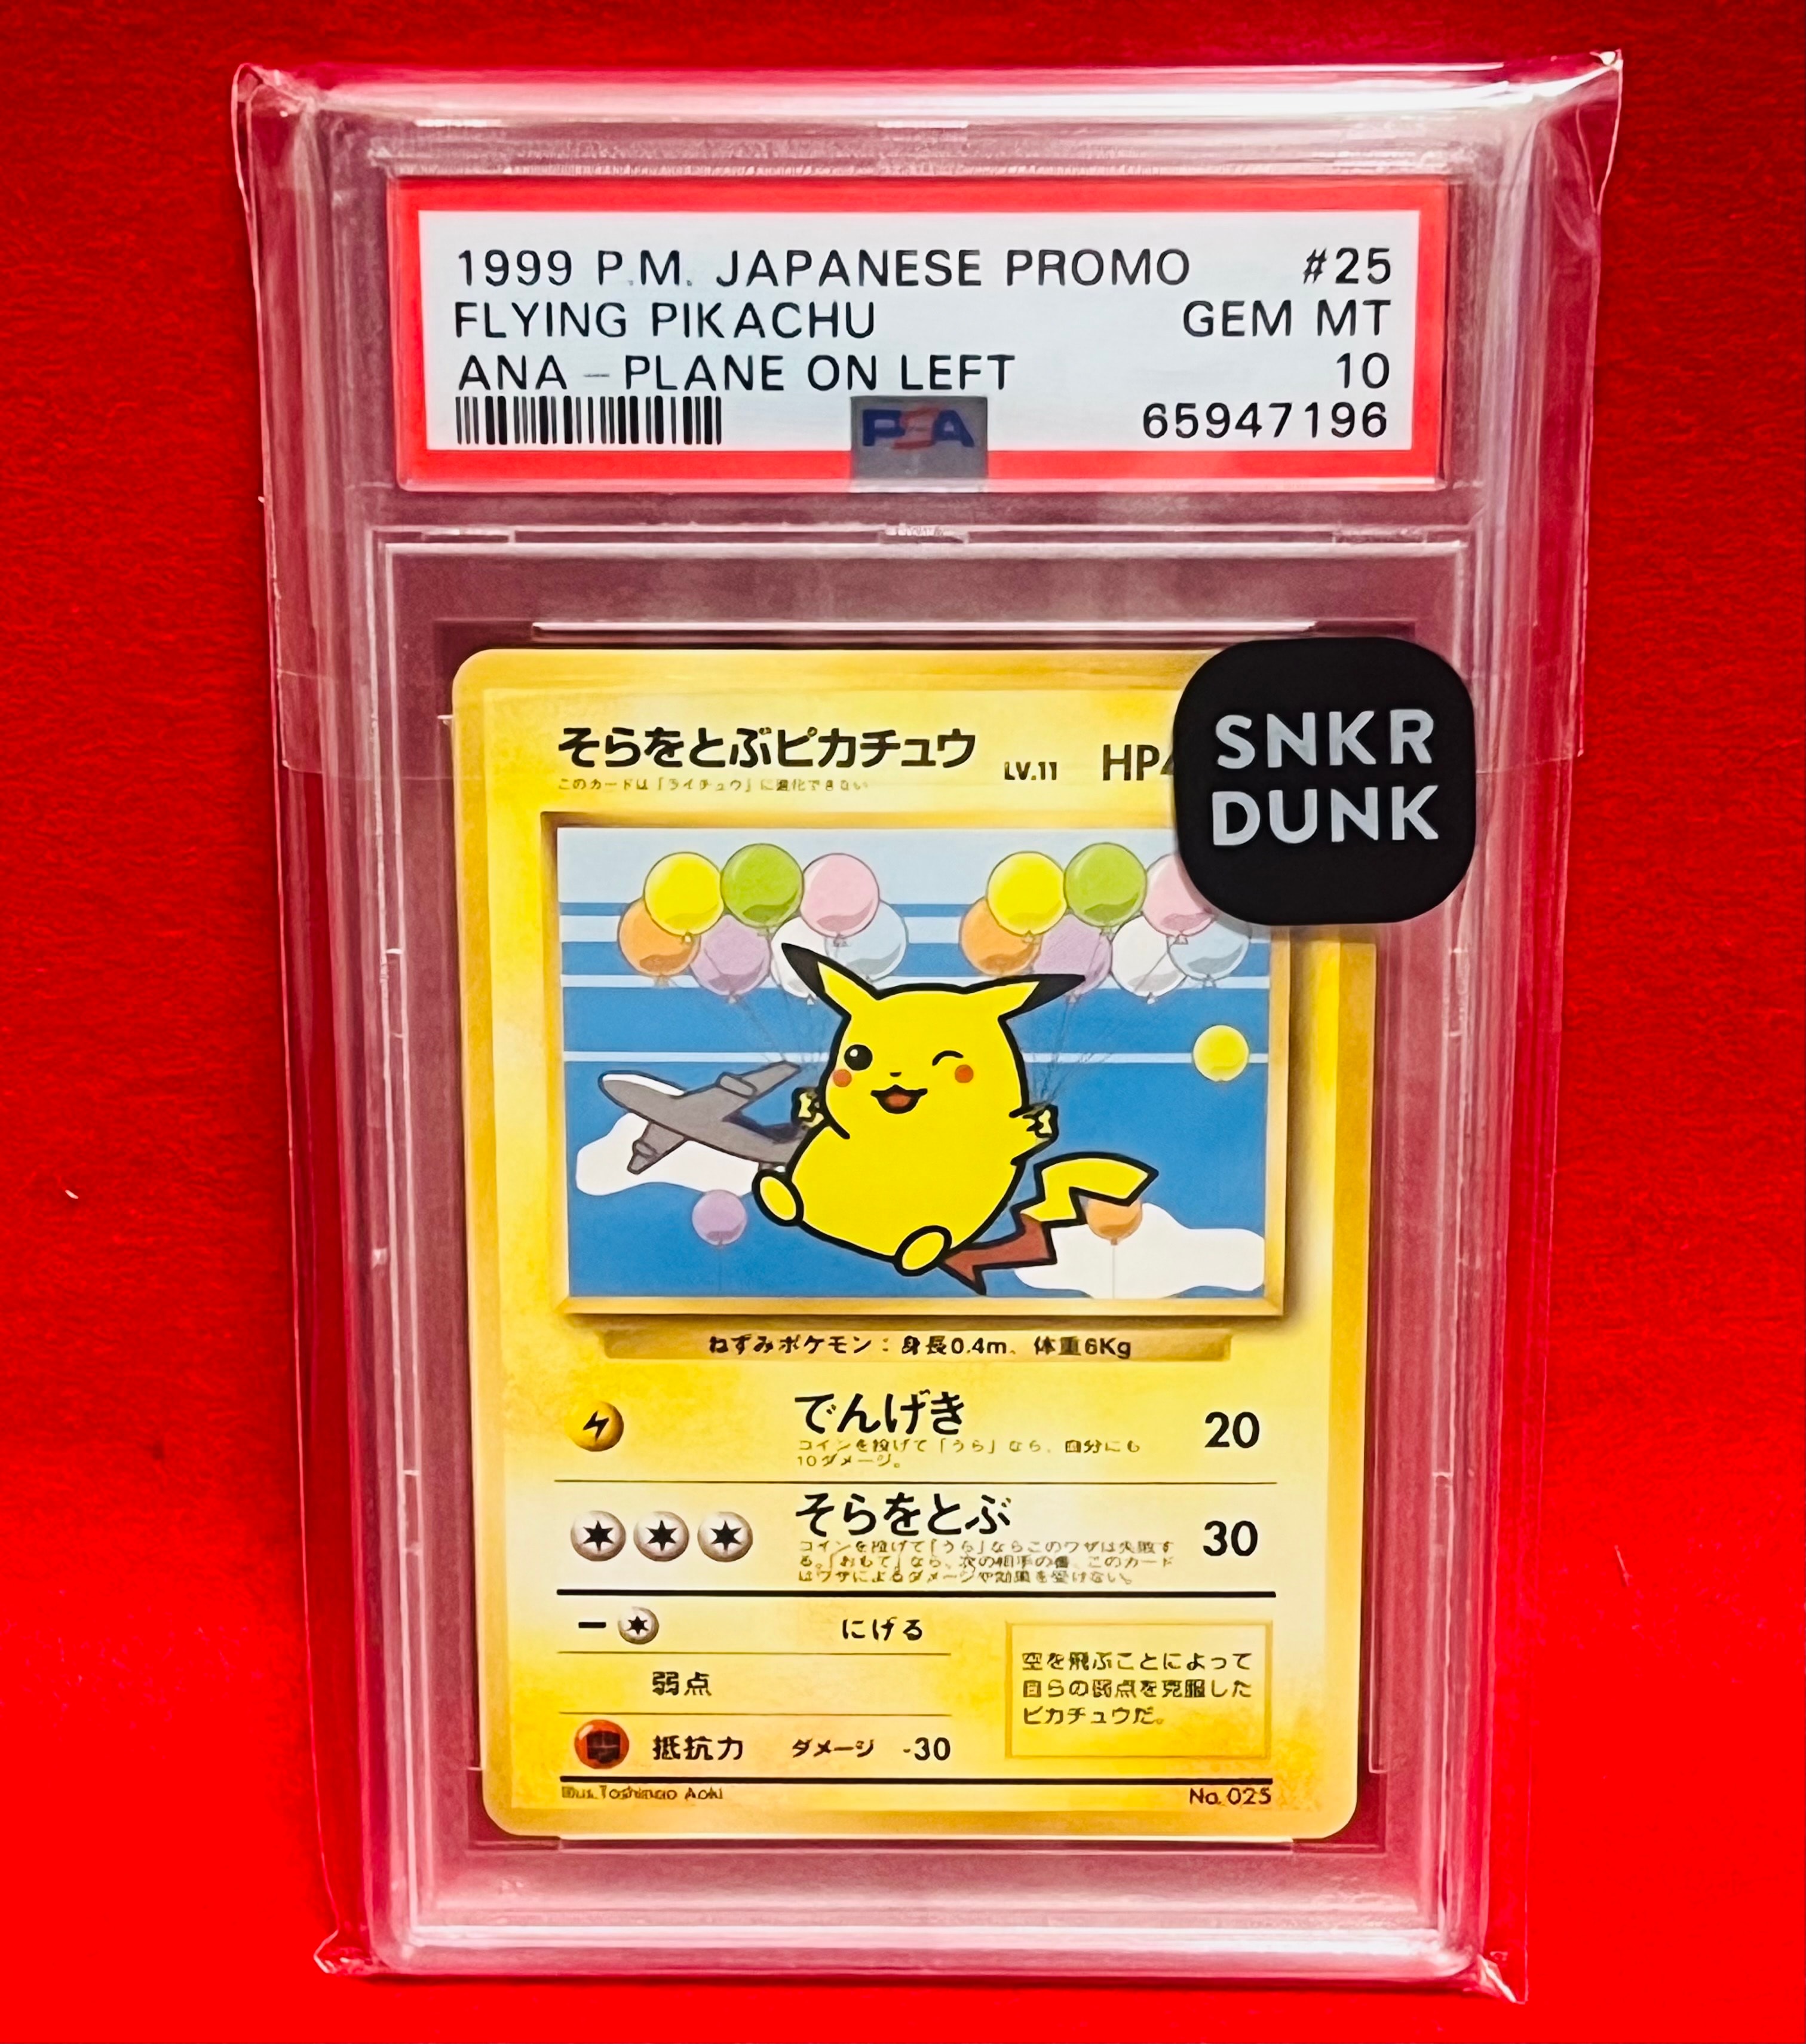 1999 P.M. JAPANESE PROMO #25
FLYING PIKACHU GEM MT
ANA - PLANE ON LEFT 10
PSA 65947196
SNKR
DUNK
そらをとぶピカチュウ LV.11 HP4
このカードは「ライチュウ」に進化できない
ねずみポケモン:身長0.4m、体重6Kg
でんげき 20
コインを投げて「うら」なら、自分にも
10ダメージ。
そらをとぶ 30
コインを投げて「うら」ならこのワザは失敗す
る。「おもて」なら、次の相手の番、このカード
はワザによるダメージや効果を受けない。
にげる
弱点
抵抗力 ダメージ -30
空を飛ぶことによって
自らの弱点を克服した
ピカチュウだ。
Illus. Toshinao Aoki No. 025